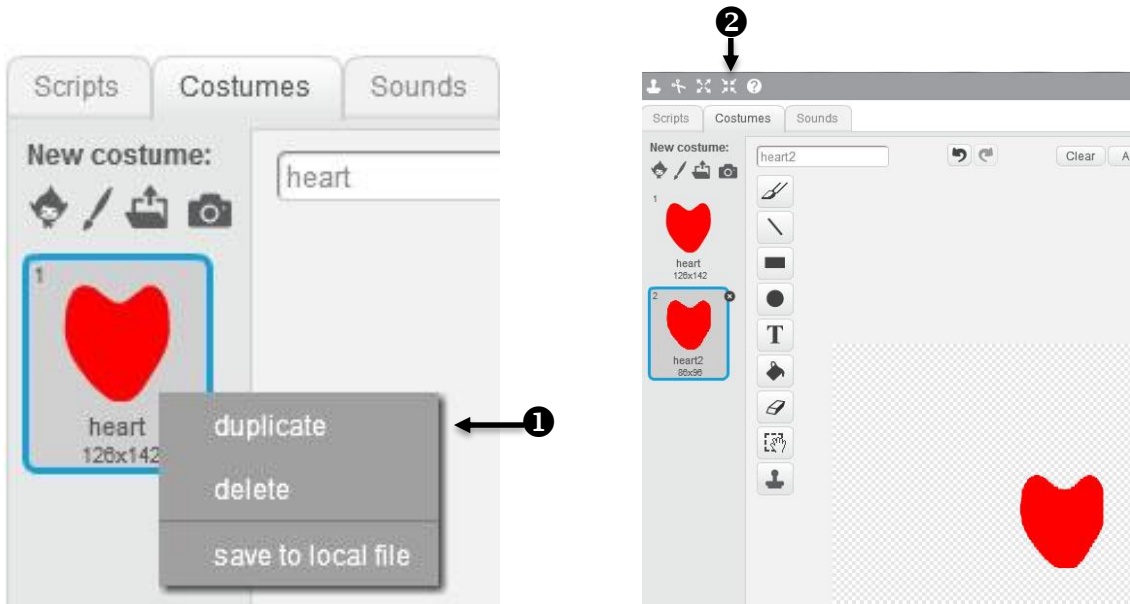 ❷
Scripts Costumes Sounds
New costume:
heart
1
heart
126x142
duplicate
delete
save to local file
❶
Scripts Costumes Sounds
New costume:
heart2
Clear A
1
heart
126x142
2
heart2
86x96
T